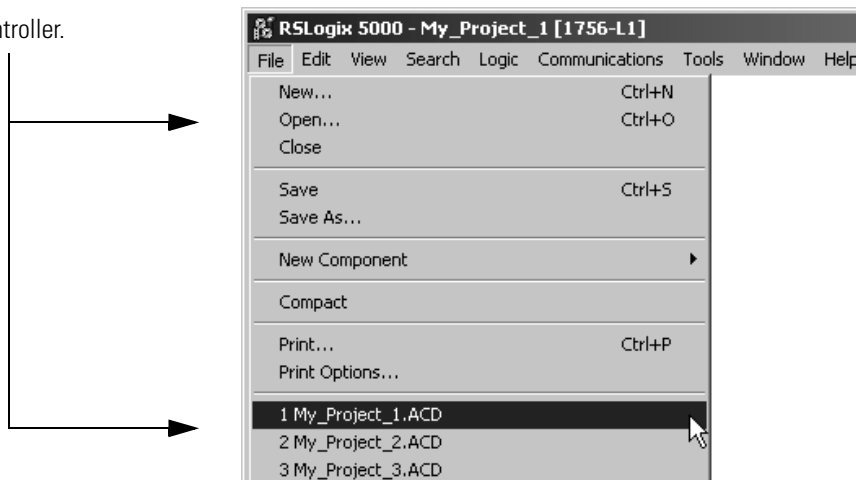 ntroller.
RSLogix 5000 - My_Project_1 [1756-L1]
File Edit View Search Logic Communications Tools Window Help
New... Ctrl+N
Open... Ctrl+O
Close
Save Ctrl+S
Save As...
New Component
Compact
Print... Ctrl+P
Print Options...
1 My_Project_1.ACD
2 My_Project_2.ACD
3 My_Project_3.ACD